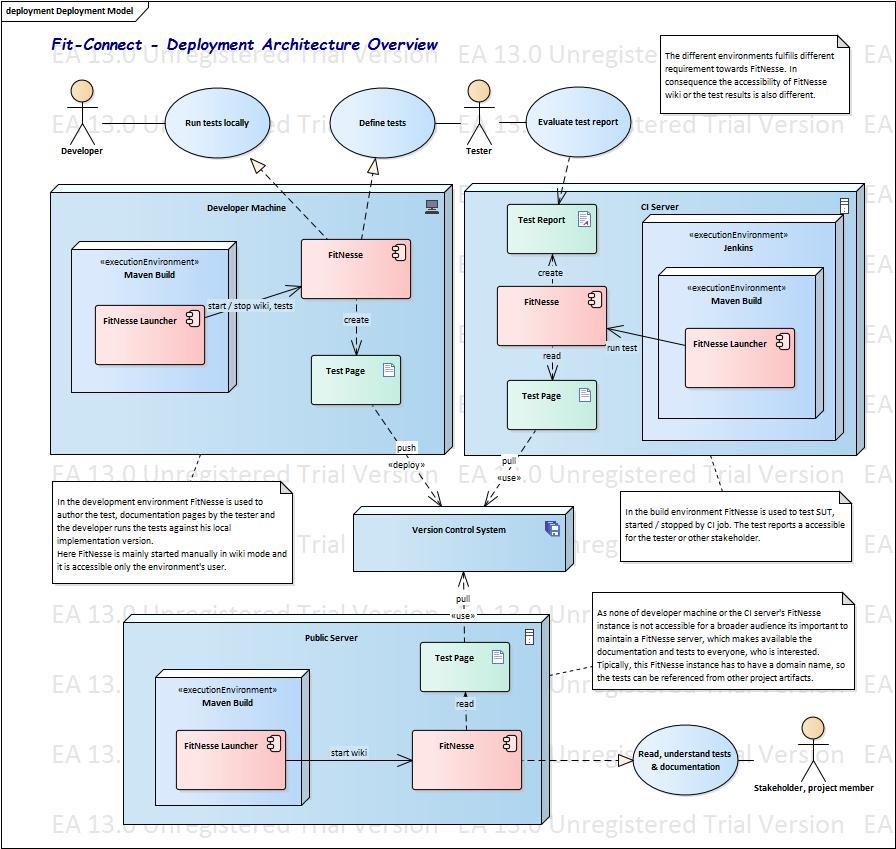 deployment Deployment Model
Fit-Connect - Deployment Architecture Overview
EA 13.0 Unregistered Trial Version
The different environments fulfills different
requirement towards FitNesse. In
consequence the accessibility of FitNesse
wiki or the test results is also different.
Run tests locally
Define tests
Evaluate test report
Developer
Tester
Developer Machine
«executionEnvironment»
Maven Build
FitNesse Launcher
start / stop wiki, tests
FitNesse
create
Test Page
push
«deploy»
CI Server
Test Report
create
FitNesse
read
Test Page
run test
«executionEnvironment»
Jenkins
«executionEnvironment»
Maven Build
FitNesse Launcher
pull
«use»
EA 13.0 Unregistered Trial Version
In the development environment FitNesse is used to
author the test, documentation pages by the tester and
the developer runs the tests against his local
implementation version.
Here FitNesse is mainly started manually in wiki mode and
it is accessible only the environment's user.
Version Control System
In the build environment FitNesse is used to test SUT,
started / stopped by CI job. The test reports a accessible
for the tester or other stakeholder.
pull
«use»
As none of developer machine or the CI server's FitNesse
instance is not accessible for a broader audience its important to
maintain a FitNesse server, which makes available the
documentation and tests to everyone, who is interested.
Tipically, this FitNesse instance has to have a domain name, so
the tests can be referenced from other project artifacts.
Public Server
Test Page
read
«executionEnvironment»
Maven Build
FitNesse Launcher
start wiki
FitNesse
Read, understand tests
& documentation
Stakeholder, project member
EA 13.0 Unregistered Trial Version